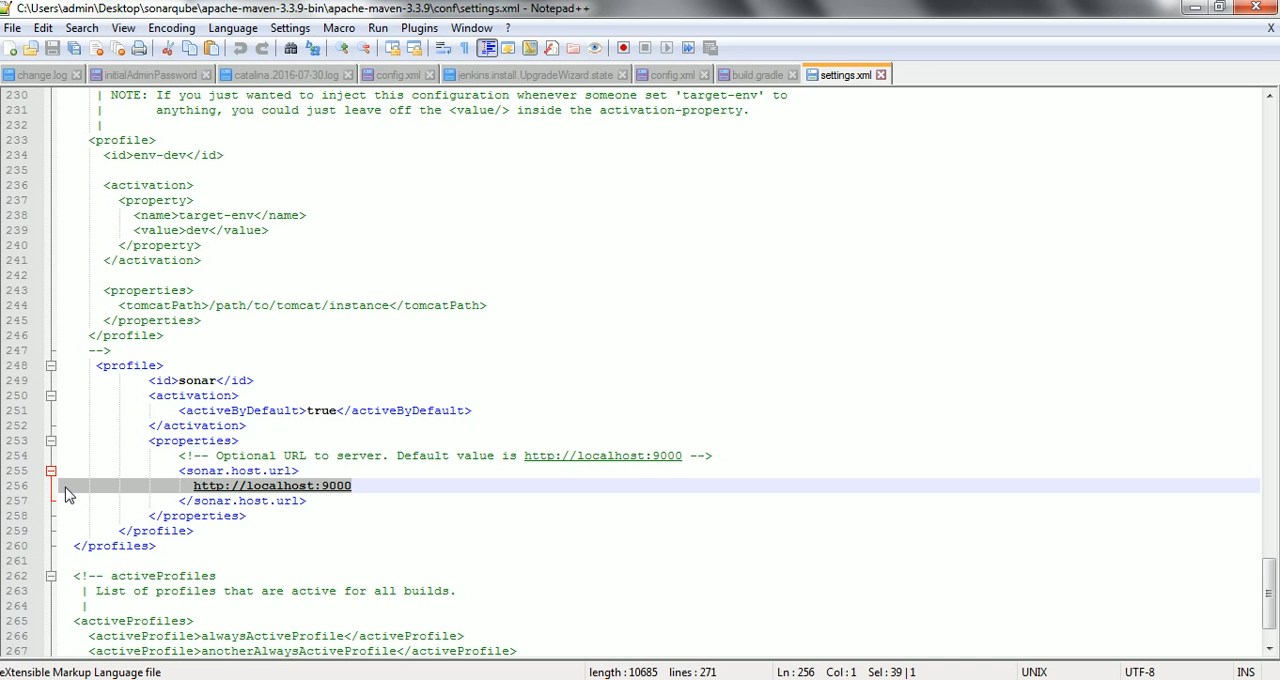 C:\Users\admin\Desktop\sonarqube\apache-maven-3.3.9-bin\apache-maven-3.3.9\conf\settings.xml - Notepad++
File Edit Search View Encoding Language Settings Macro Run Plugins Window ? X
change.log initialAdminPassword catalina.2016-07-30.log config.xml jenkins.install.UpgradeWizard.state config.xml build.gradle settings.xml
230 | NOTE: If you just wanted to inject this configuration whenever someone set 'target-env' to
231 | anything, you could just leave off the <value/> inside the activation-property.
232 |
233 <profile>
234 <id>env-dev</id>
235
236 <activation>
237 <property>
238 <name>target-env</name>
239 <value>dev</value>
240 </property>
241 </activation>
242
243 <properties>
244 <tomcatPath>/path/to/tomcat/instance</tomcatPath>
245 </properties>
246 </profile>
247 -->
248 <profile>
249 <id>sonar</id>
250 <activation>
251 <activeByDefault>true</activeByDefault>
252 </activation>
253 <properties>
254 <!-- Optional URL to server. Default value is http://localhost:9000 -->
255 <sonar.host.url>
256 http://localhost:9000
257 </sonar.host.url>
258 </properties>
259 </profile>
260 </profiles>
261
262 <!-- activeProfiles
263 | List of profiles that are active for all builds.
264 |
265 <activeProfiles>
266 <activeProfile>alwaysActiveProfile</activeProfile>
267 <activeProfile>anotherAlwaysActiveProfile</activeProfile>
eXtensible Markup Language file length : 10685 lines : 271 Ln : 256 Col : 1 Sel : 39 | 1 UNIX UTF-8 INS